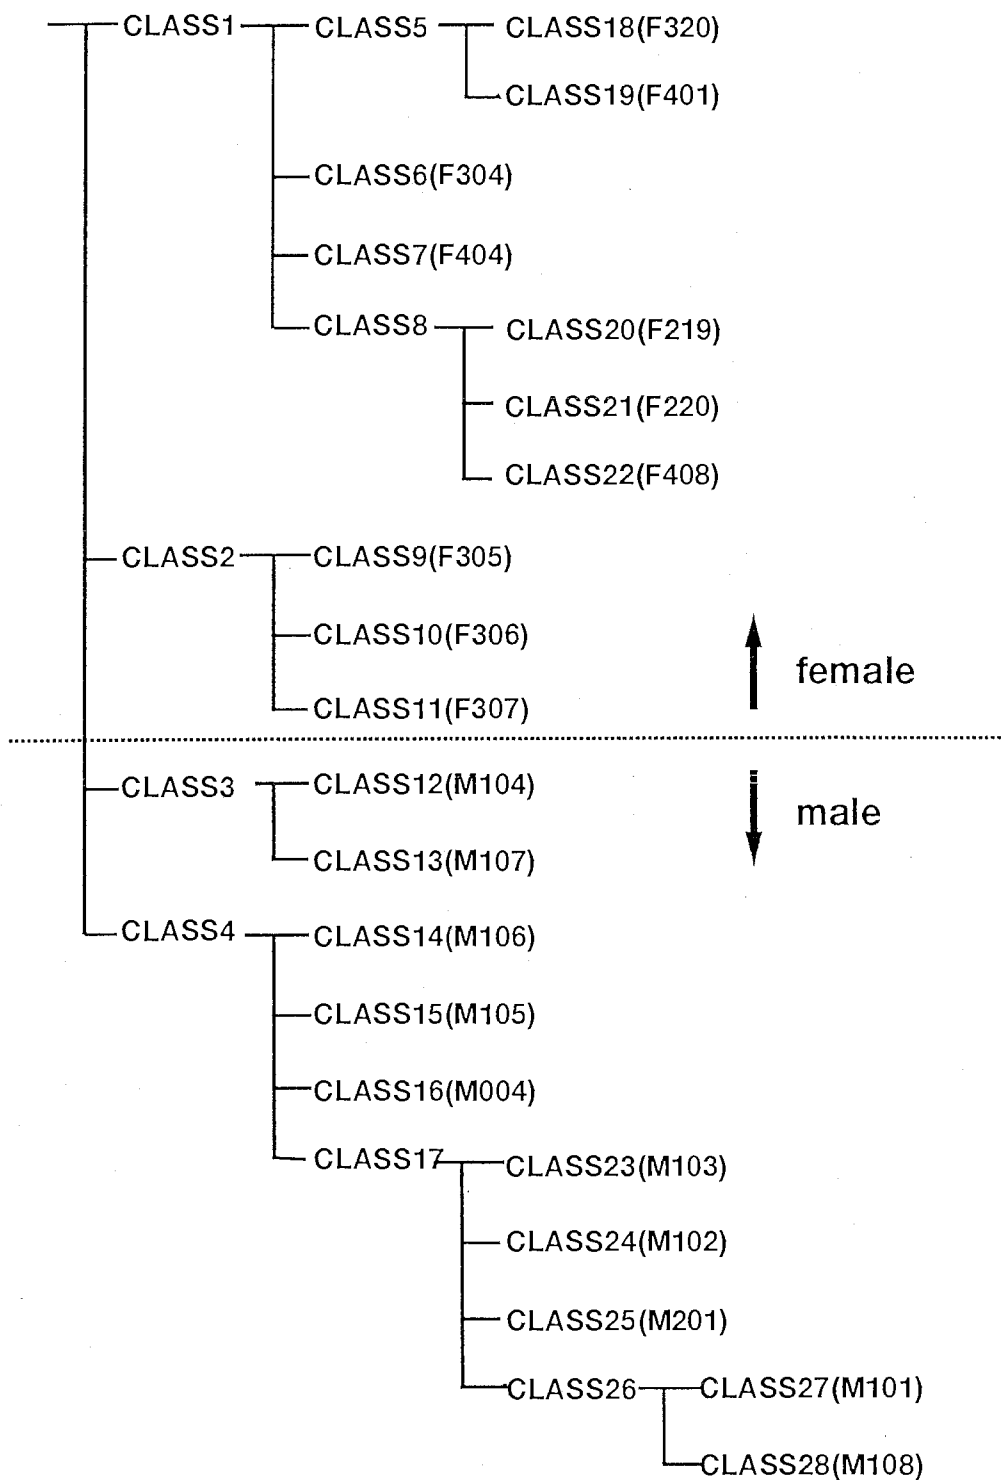 CLASS1 CLASS5 CLASS18(F320)
CLASS19(F401)
CLASS6(F304)
CLASS7(F404)
CLASS8 CLASS20(F219)
CLASS21(F220)
CLASS22(F408)
CLASS2 CLASS9(F305)
CLASS10(F306)
female
CLASS11(F307)
CLASS3 CLASS12(M104)
male
CLASS13(M107)
CLASS4 CLASS14(M106)
CLASS15(M105)
CLASS16(M004)
CLASS17 CLASS23(M103)
CLASS24(M102)
CLASS25(M201)
CLASS26 CLASS27(M101)
CLASS28(M108)